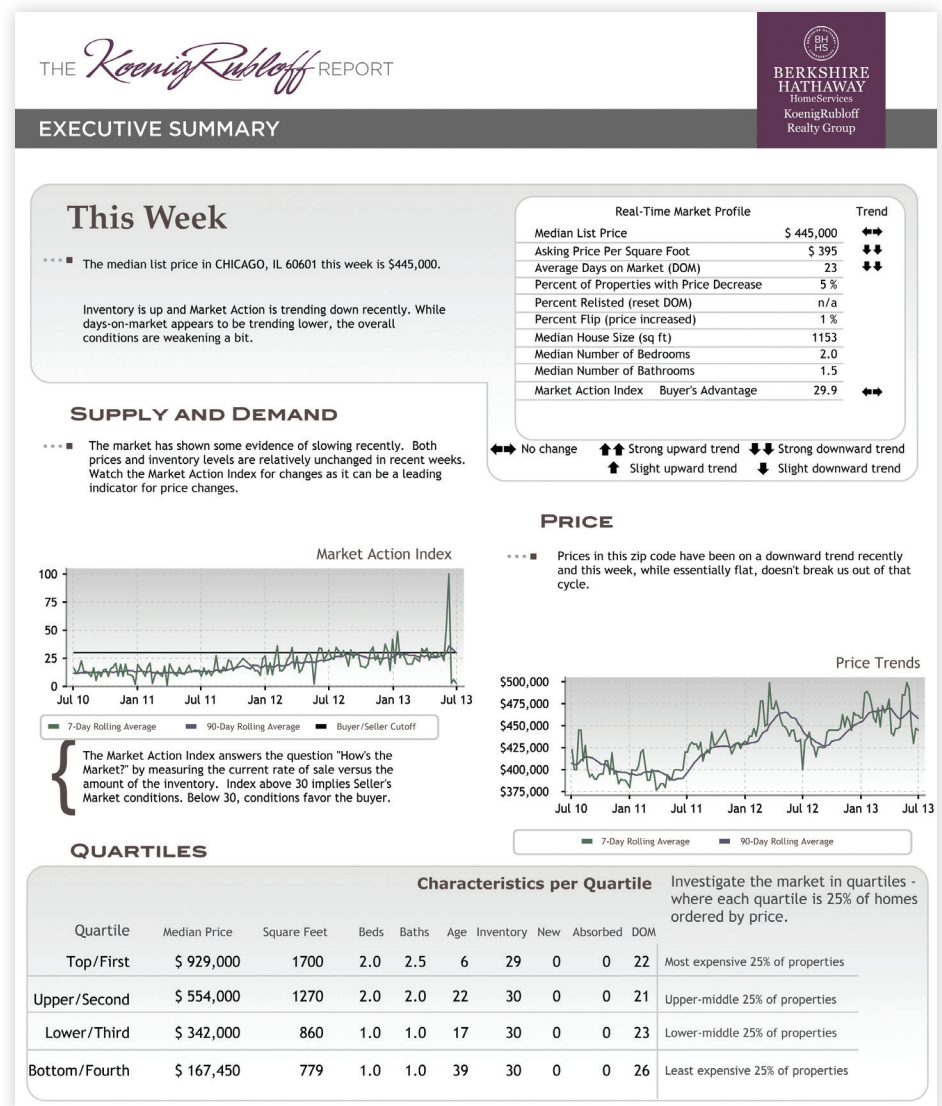 THE KoenigRubloff REPORT
BH
HS
BERKSHIRE
HATHAWAY
HomeServices
KoenigRubloff
Realty Group
EXECUTIVE SUMMARY
This Week
The median list price in CHICAGO, IL 60601 this week is $445,000.
Inventory is up and Market Action is trending down recently. While
days-on-market appears to be trending lower, the overall
conditions are weakening a bit.
Real-Time Market Profile Trend
Median List Price $ 445,000
Asking Price Per Square Foot $ 395
Average Days on Market (DOM) 23
Percent of Properties with Price Decrease 5 %
Percent Relisted (reset DOM) n/a
Percent Flip (price increased) 1 %
Median House Size (sq ft) 1153
Median Number of Bedrooms 2.0
Median Number of Bathrooms 1.5
Market Action Index Buyer's Advantage 29.9
No change Strong upward trend Strong downward trend
Slight upward trend Slight downward trend
SUPPLY AND DEMAND
The market has shown some evidence of slowing recently. Both
prices and inventory levels are relatively unchanged in recent weeks.
Watch the Market Action Index for changes as it can be a leading
indicator for price changes.
Market Action Index
100
75
50
25
0
Jul 10 Jan 11 Jul 11 Jan 12 Jul 12 Jan 13 Jul 13
7-Day Rolling Average 90-Day Rolling Average Buyer/Seller Cutoff
The Market Action Index answers the question "How's the
Market?" by measuring the current rate of sale versus the
amount of the inventory. Index above 30 implies Seller's
Market conditions. Below 30, conditions favor the buyer.
PRICE
Prices in this zip code have been on a downward trend recently
and this week, while essentially flat, doesn't break us out of that
cycle.
Price Trends
$500,000
$475,000
$450,000
$425,000
$400,000
$375,000
Jul 10 Jan 11 Jul 11 Jan 12 Jul 12 Jan 13 Jul 13
7-Day Rolling Average 90-Day Rolling Average
QUARTILES
Characteristics per Quartile
Investigate the market in quartiles -
where each quartile is 25% of homes
ordered by price.
Quartile Median Price Square Feet Beds Baths Age Inventory New Absorbed DOM
Top/First $ 929,000 1700 2.0 2.5 6 29 0 0 22 Most expensive 25% of properties
Upper/Second $ 554,000 1270 2.0 2.0 22 30 0 0 21 Upper-middle 25% of properties
Lower/Third $ 342,000 860 1.0 1.0 17 30 0 0 23 Lower-middle 25% of properties
Bottom/Fourth $ 167,450 779 1.0 1.0 39 30 0 0 26 Least expensive 25% of properties